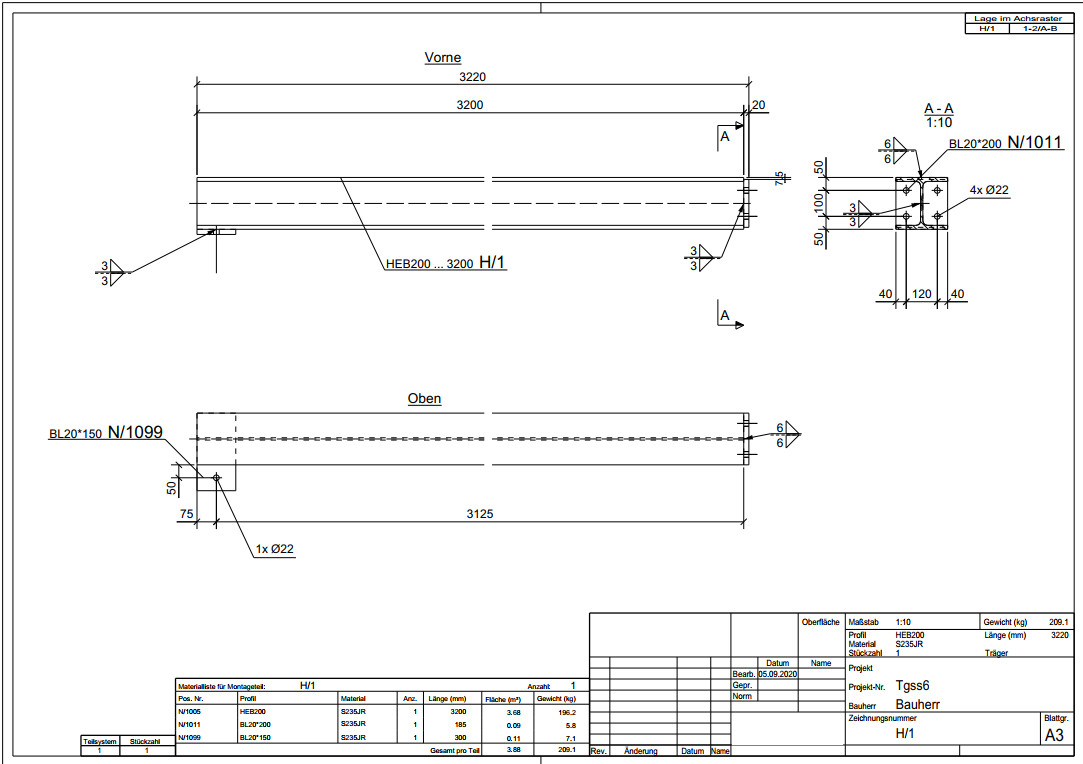 Lage im Achsraster
H/1 1-2/A-B
Vorne
3220
3200 20
A
7.5
HEB200 ... 3200 H/1
3
3
3
3
A
A - A
1:10
6
6
BL20*200 N/1011
4x Ø22
3
3
50
100
50
40 120 40
Oben
BL20*150 N/1099
6
6
50
75 3125
1x Ø22
Materialliste für Montageteil: H/1 Anzahl: 1
Pos. Nr. Profil Material Anz. Länge (mm) Fläche (m²) Gewicht (kg)
N/1005 HEB200 S235JR 1 3200 3.68 196.2
N/1011 BL20*200 S235JR 1 185 0.09 5.8
N/1099 BL20*150 S235JR 1 300 0.11 7.1
Gesamt pro Teil 3.88 209.1
Teilsystem Stückzahl
1 1
Oberfläche Maßstab 1:10 Gewicht (kg) 209.1
Profil HEB200 Länge (mm) 3220
Material S235JR
Stückzahl 1 Träger
Datum Name
Bearb. 05.09.2020
Gepr.
Norm
Projekt
Projekt-Nr. Tgss6
Bauherr Bauherr
Zeichnungsnummer Blattgr.
H/1 A3
Rev. Änderung Datum Name